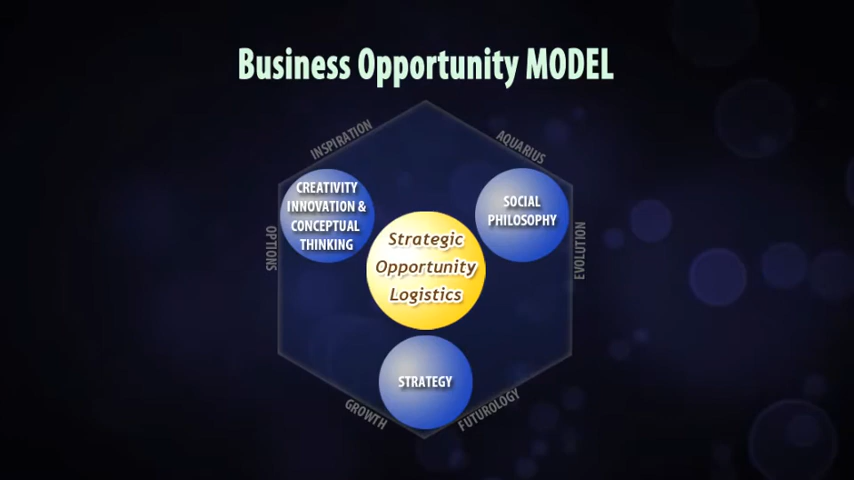 Business Opportunity MODEL
INSPIRATION
AQUARIUS
CREATIVITY
INNOVATION &
CONCEPTUAL
THINKING
SOCIAL
PHILOSOPHY
OPTIONS
EVOLUTION
Strategic
Opportunity
Logistics
STRATEGY
GROWTH
FUTUROLOGY